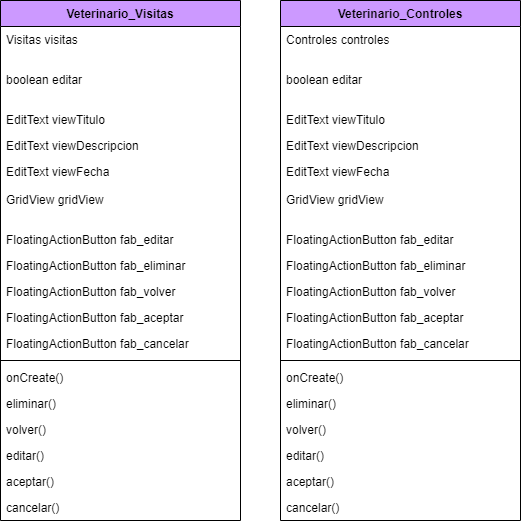 Veterinario_Visitas
Visitas visitas
boolean editar
EditText viewTitulo
EditText viewDescripcion
EditText viewFecha
GridView gridView
FloatingActionButton fab_editar
FloatingActionButton fab_eliminar
FloatingActionButton fab_volver
FloatingActionButton fab_aceptar
FloatingActionButton fab_cancelar
onCreate()
eliminar()
volver()
editar()
aceptar()
cancelar()
Veterinario_Controles
Controles controles
boolean editar
EditText viewTitulo
EditText viewDescripcion
EditText viewFecha
GridView gridView
FloatingActionButton fab_editar
FloatingActionButton fab_eliminar
FloatingActionButton fab_volver
FloatingActionButton fab_aceptar
FloatingActionButton fab_cancelar
onCreate()
eliminar()
volver()
editar()
aceptar()
cancelar()